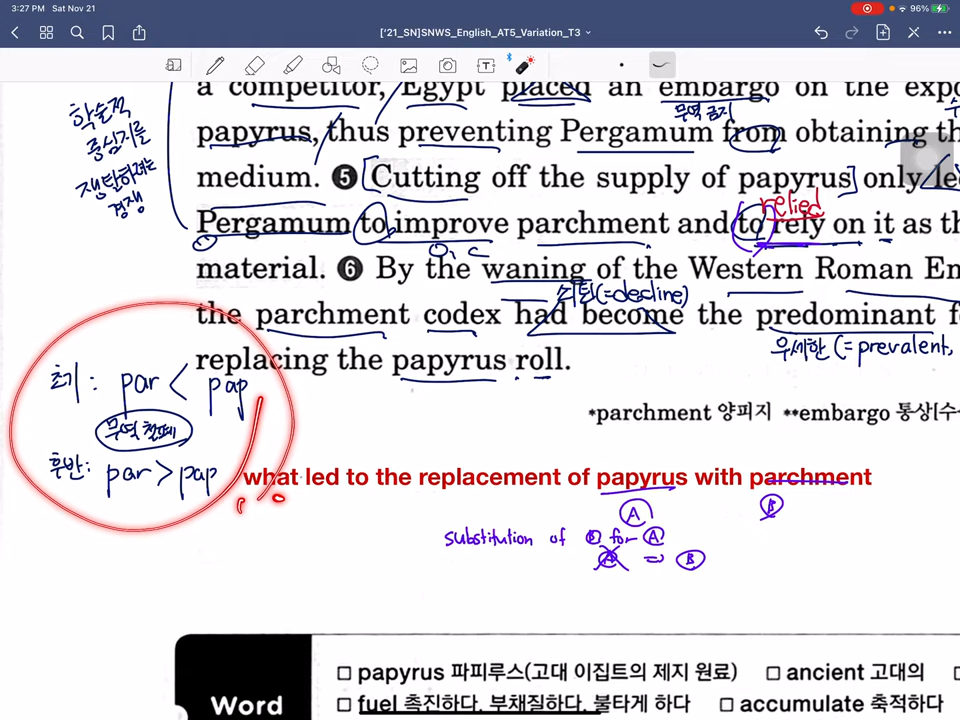 3:27 PM Sat Nov 21
96%
['21_SN]SNWS_English_AT5_Variation_T3
a competitor, Egypt placed an embargo on the expo
무역 금지
papyrus, thus preventing Pergamum from obtaining th
medium. ❺ [Cutting off the supply of papyrus] only le
relied
Pergamum to improve parchment and to rely on it as th
O.C
material. ❻ By the waning of the Western Roman Em
쇠퇴(=decline)
the parchment codex had become the predominant f
우세한 (=prevalent,
replacing the papyrus roll.
학술적
중심지를
쟁탈하려는
경쟁
초기: par < pap
무역 철폐
후반: par > pap
*parchment 양피지 **embargo 통상(수
what led to the replacement of papyrus with parchment
A
B
substitution of B for A
A ⇒ B
Word
□ papyrus 파피루스(고대 이집트의 제지 원료) □ ancient 고대의
□ fuel 촉진하다, 부채질하다, 불타게 하다 □ accumulate 축적하다